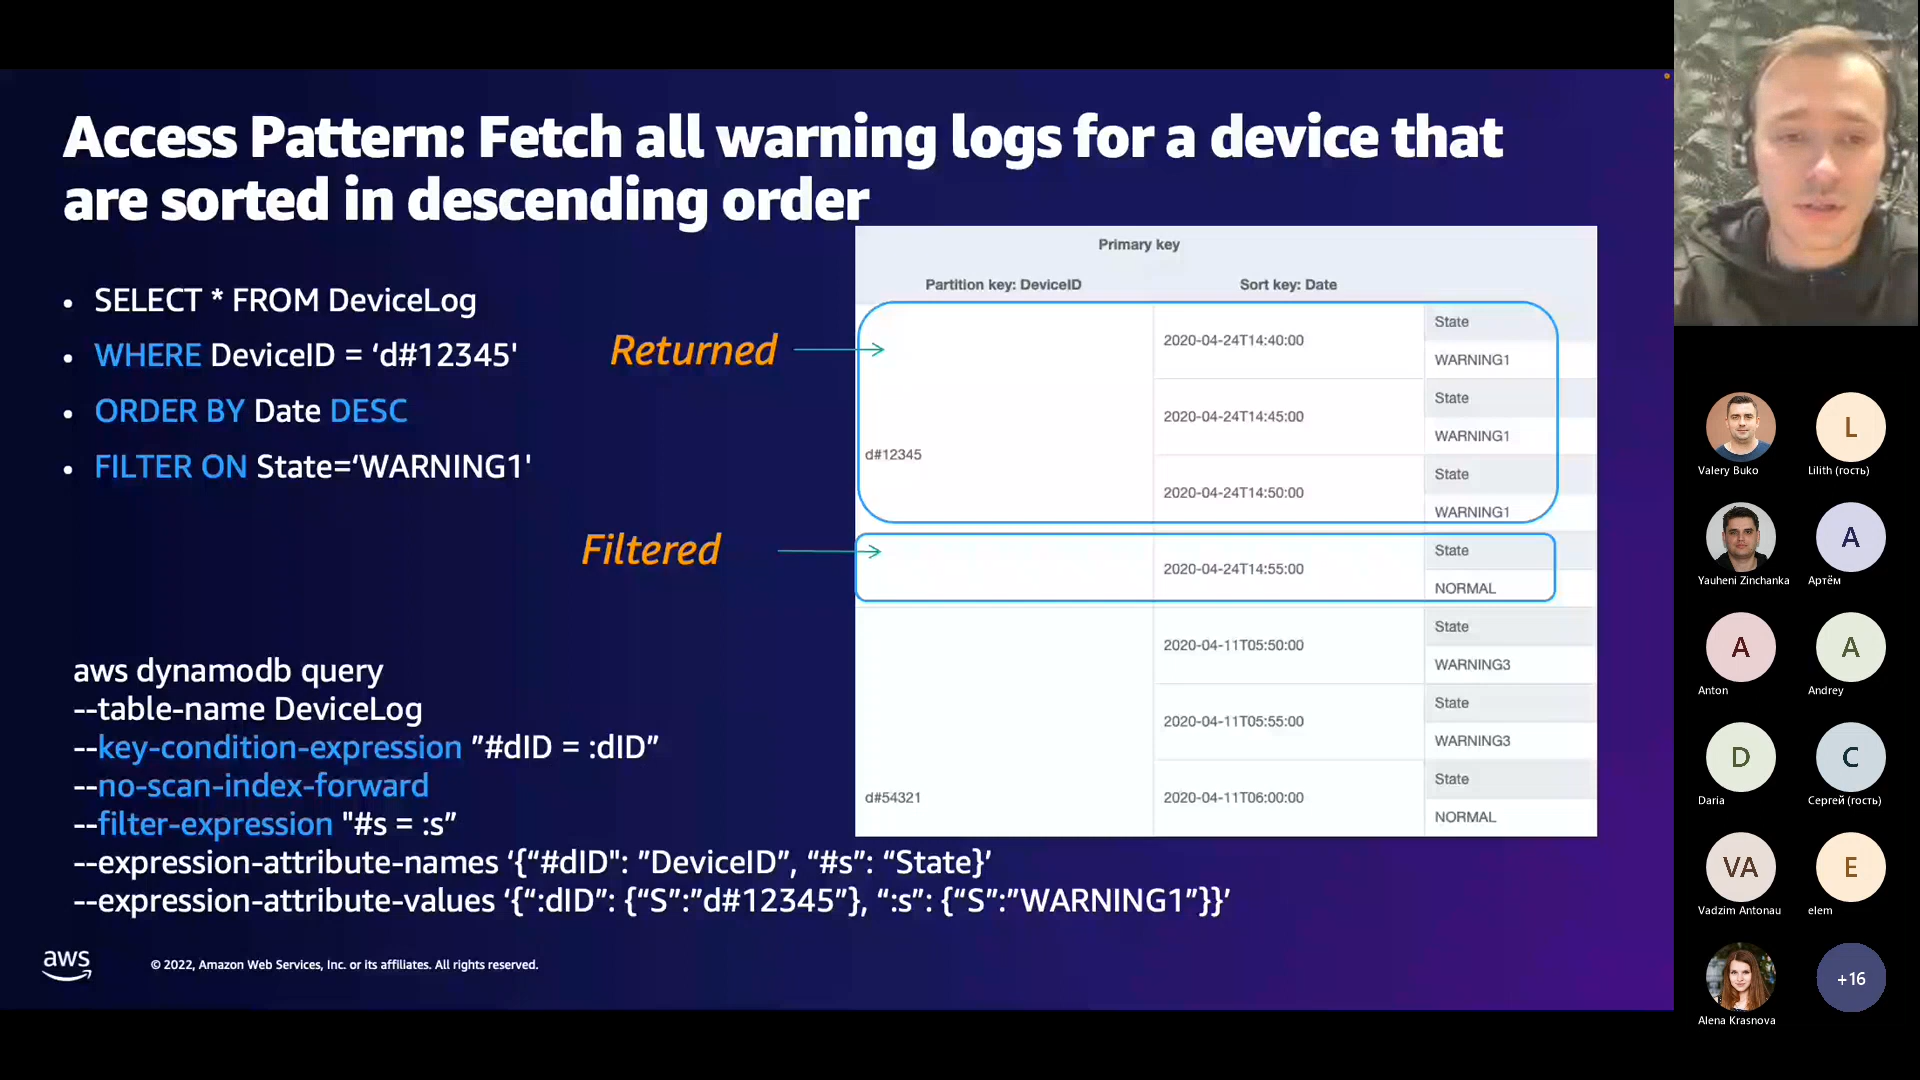 Access Pattern: Fetch all warning logs for a device that
are sorted in descending order
• SELECT * FROM DeviceLog
• WHERE DeviceID = ‘d#12345'
• ORDER BY Date DESC
• FILTER ON State=‘WARNING1'
Returned
Filtered
Primary key
Partition key: DeviceID
Sort key: Date
d#12345
2020-04-24T14:40:00
State
WARNING1
2020-04-24T14:45:00
State
WARNING1
2020-04-24T14:50:00
State
WARNING1
2020-04-24T14:55:00
State
NORMAL
d#54321
2020-04-11T05:50:00
State
WARNING3
2020-04-11T05:55:00
State
WARNING3
2020-04-11T06:00:00
State
NORMAL
aws dynamodb query
--table-name DeviceLog
--key-condition-expression ”#dID = :dID”
--no-scan-index-forward
--filter-expression "#s = :s”
--expression-attribute-names ‘{“#dID": ”DeviceID”, “#s”: “State}’
--expression-attribute-values ‘{“:dID”: {“S”:”d#12345”}, “:s”: {“S”:”WARNING1”}}’
aws
© 2022, Amazon Web Services, Inc. or its affiliates. All rights reserved.
Valery Buko
L
Lilith (гость)
Yauheni Zinchanka
A
Артём
A
Anton
A
Andrey
D
Daria
C
Сергей (гость)
VA
Vadzim Antonau
E
elem
Alena Krasnova
+16